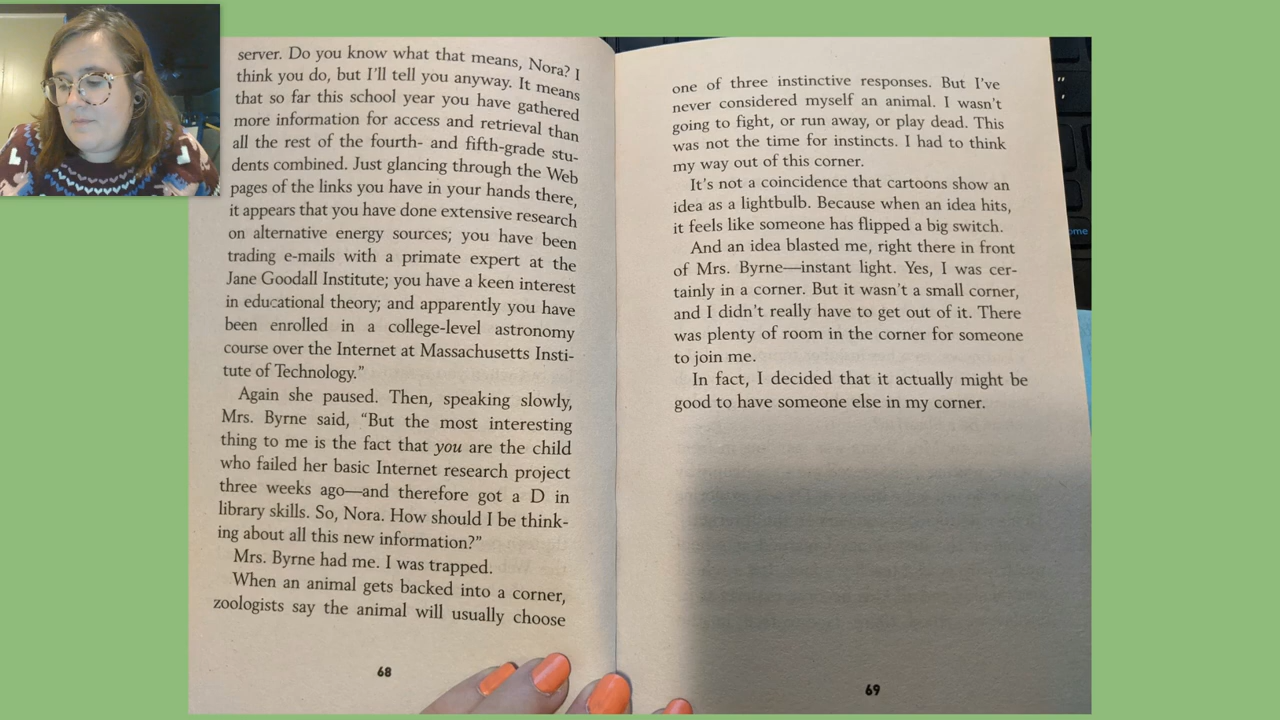 server. Do you know what that means, Nora? I
think you do, but I'll tell you anyway. It means
that so far this school year you have gathered
more information for access and retrieval than
all the rest of the fourth- and fifth-grade stu-
dents combined. Just glancing through the Web
pages of the links you have in your hands there,
it appears that you have done extensive research
on alternative energy sources; you have been
trading e-mails with a primate expert at the
Jane Goodall Institute; you have a keen interest
in educational theory; and apparently you have
been enrolled in a college-level astronomy
course over the Internet at Massachusetts Insti-
tute of Technology."
Again she paused. Then, speaking slowly,
Mrs. Byrne said, "But the most interesting
thing to me is the fact that you are the child
who failed her basic Internet research project
three weeks ago—and therefore got a D in
library skills. So, Nora. How should I be think-
ing about all this new information?"
Mrs. Byrne had me. I was trapped.
When an animal gets backed into a corner,
zoologists say the animal will usually choose
68
one of three instinctive responses. But I've
never considered myself an animal. I wasn't
going to fight, or run away, or play dead. This
was not the time for instincts. I had to think
my way out of this corner.
It's not a coincidence that cartoons show an
idea as a lightbulb. Because when an idea hits,
it feels like someone has flipped a big switch.
And an idea blasted me, right there in front
of Mrs. Byrne—instant light. Yes, I was cer-
tainly in a corner. But it wasn't a small corner,
and I didn't really have to get out of it. There
was plenty of room in the corner for someone
to join me.
In fact, I decided that it actually might be
good to have someone else in my corner.
69